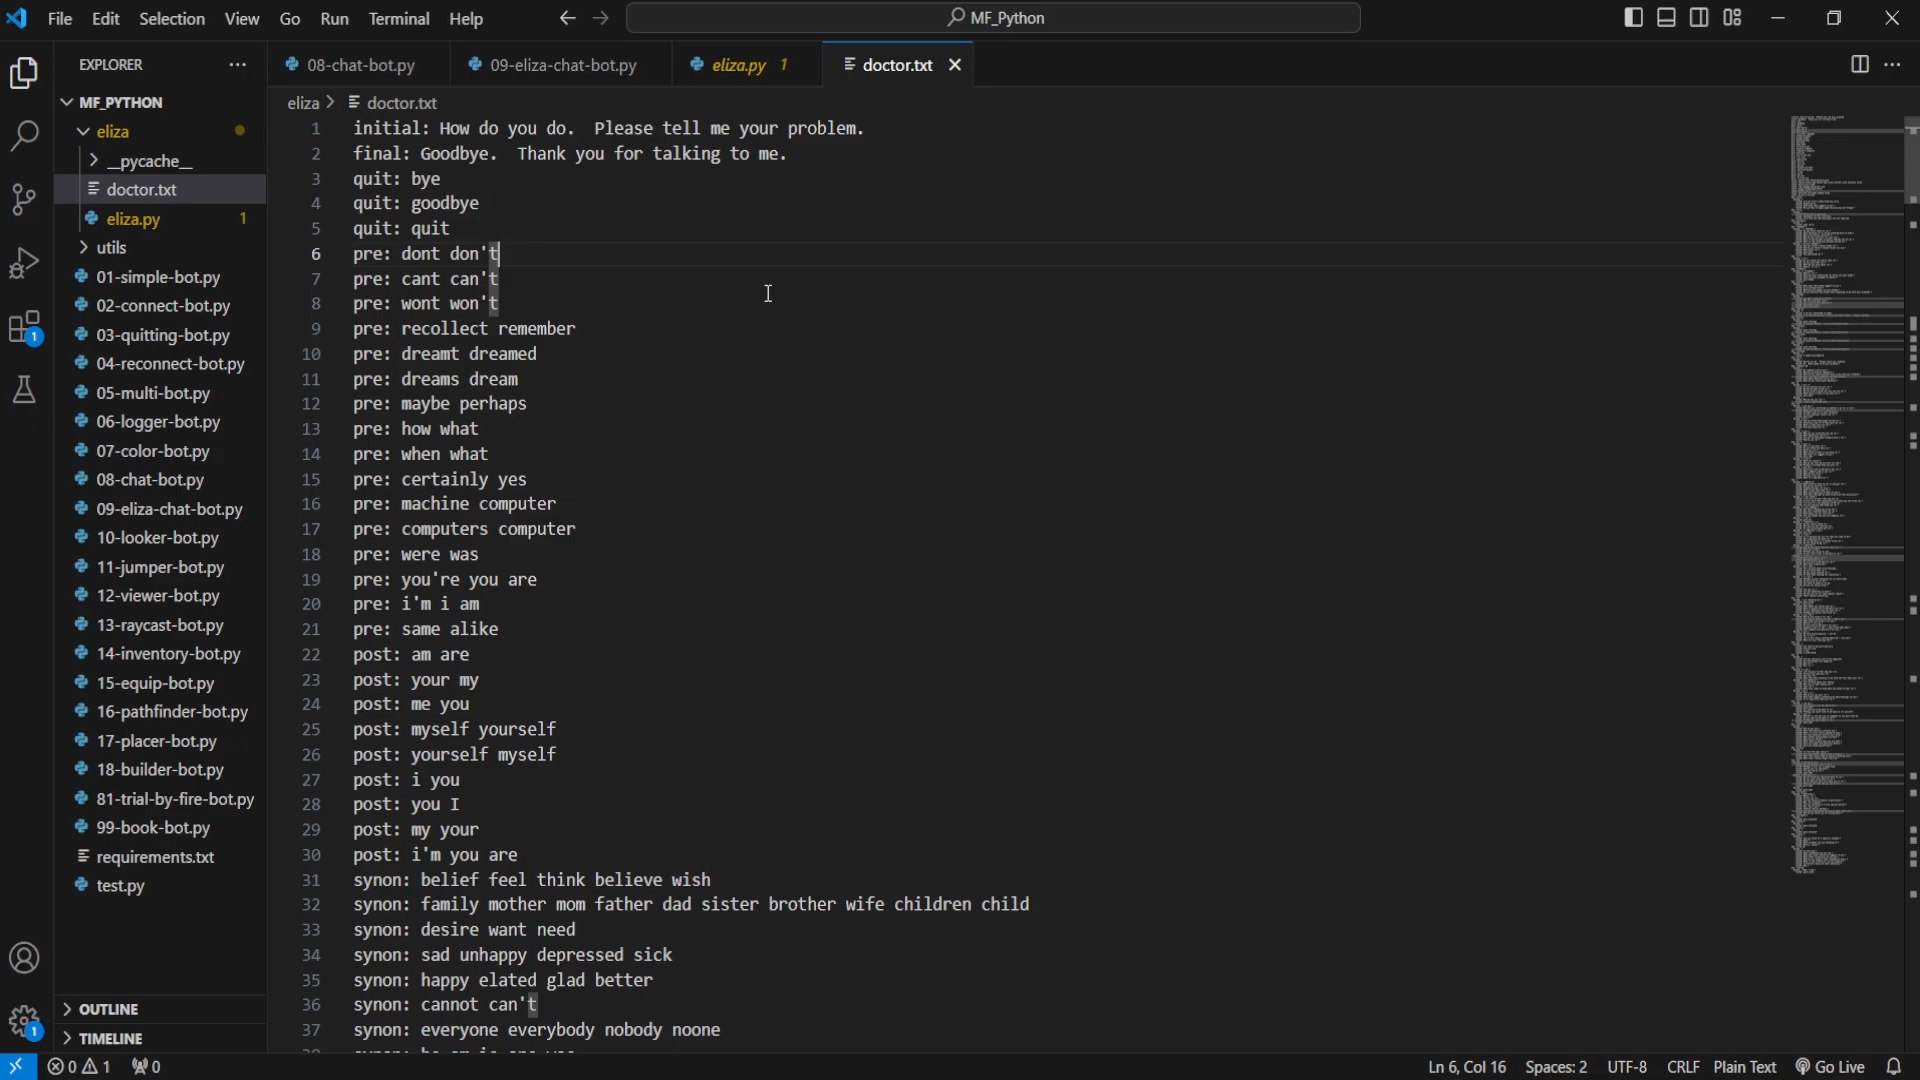 File Edit Selection View Go Run Terminal Help
MF_Python
EXPLORER
MF_PYTHON
eliza
__pycache__
doctor.txt
eliza.py 1
utils
01-simple-bot.py
02-connect-bot.py
03-quitting-bot.py
04-reconnect-bot.py
05-multi-bot.py
06-logger-bot.py
07-color-bot.py
08-chat-bot.py
09-eliza-chat-bot.py
10-looker-bot.py
11-jumper-bot.py
12-viewer-bot.py
13-raycast-bot.py
14-inventory-bot.py
15-equip-bot.py
16-pathfinder-bot.py
17-placer-bot.py
18-builder-bot.py
81-trial-by-fire-bot.py
99-book-bot.py
requirements.txt
test.py
OUTLINE
TIMELINE
1
1
08-chat-bot.py 09-eliza-chat-bot.py eliza.py 1 doctor.txt
eliza > doctor.txt
1 initial: How do you do.  Please tell me your problem.
2 final: Goodbye.  Thank you for talking to me.
3 quit: bye
4 quit: goodbye
5 quit: quit
6 pre: dont don't
7 pre: cant can't
8 pre: wont won't
9 pre: recollect remember
10 pre: dreamt dreamed
11 pre: dreams dream
12 pre: maybe perhaps
13 pre: how what
14 pre: when what
15 pre: certainly yes
16 pre: machine computer
17 pre: computers computer
18 pre: were was
19 pre: you're you are
20 pre: i'm i am
21 pre: same alike
22 post: am are
23 post: your my
24 post: me you
25 post: myself yourself
26 post: yourself myself
27 post: i you
28 post: you I
29 post: my your
30 post: i'm you are
31 synon: belief feel think believe wish
32 synon: family mother mom father dad sister brother wife children child
33 synon: desire want need
34 synon: sad unhappy depressed sick
35 synon: happy elated glad better
36 synon: cannot can't
37 synon: everyone everybody nobody noone
0 1 0 Ln 6, Col 16 Spaces: 2 UTF-8 CRLF Plain Text Go Live